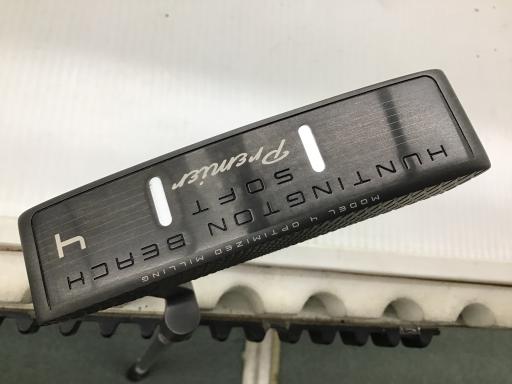 MODEL 4 OPTIMIZED MILLING
HUNTINGTON BEACH
SOFT
Premier
4